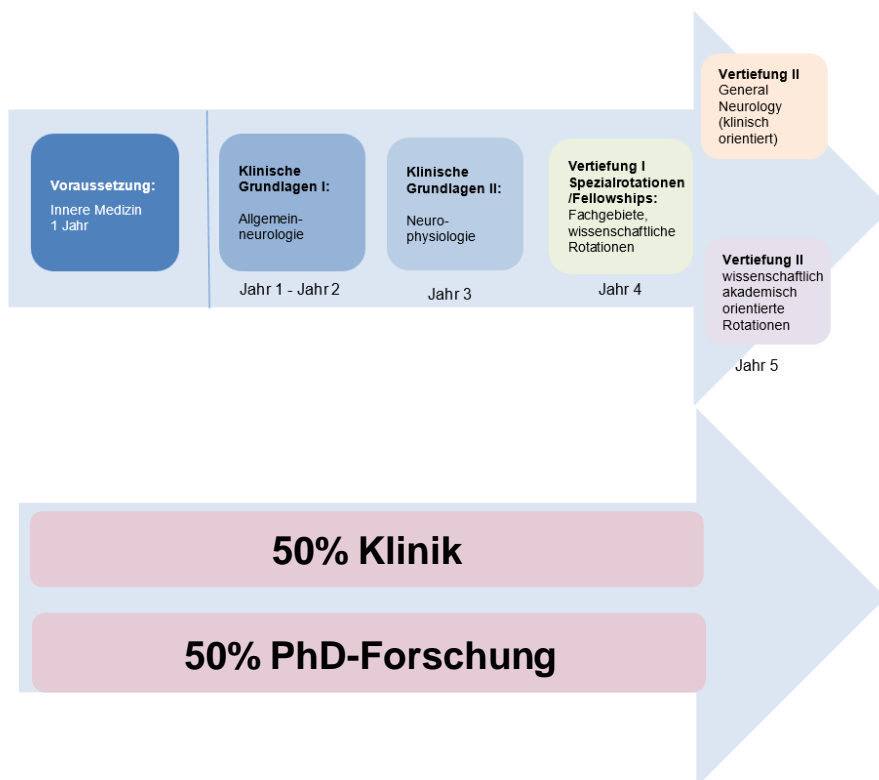 Voraussetzung:
Innere Medizin
1 Jahr
Klinische
Grundlagen I:
Allgemein-
neurologie
Jahr 1 - Jahr 2
Klinische
Grundlagen II:
Neuro-
physiologie
Jahr 3
Vertiefung I
Spezialrotationen
/Fellowships:
Fachgebiete,
wissenschaftliche
Rotationen
Jahr 4
Vertiefung II
General
Neurology
(klinisch
orientiert)
Vertiefung II
wissenschaftlich
akademisch
orientierte
Rotationen
Jahr 5
50% Klinik
50% PhD-Forschung